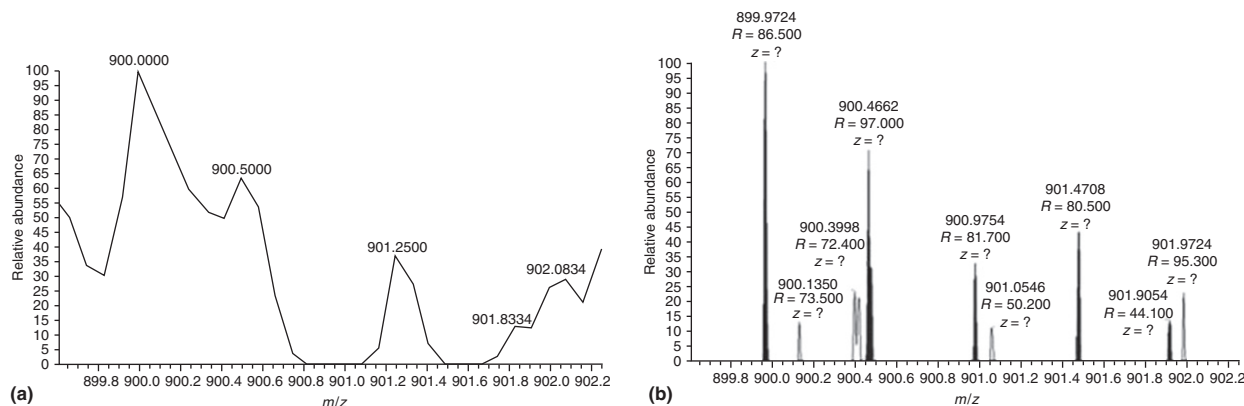 900.0000
100
95
90
85
80
75
70
65
60
55
50
45
40
35
30
25
20
15
10
5
0
Relative abundance
900.5000
901.2500
902.0834
901.8334
899.8 900.0 900.2 900.4 900.6 900.8 901.0 901.2 901.4 901.6 901.8 902.0 902.2
m/z
(a)
899.9724
R = 86.500
z = ?
100
95
90
85
80
75
70
65
60
55
50
45
40
35
30
25
20
15
10
5
0
Relative abundance
900.4662
R = 97.000
z = ?
900.3998
R = 72.400
z = ?
900.1350
R = 73.500
z = ?
900.9754
R = 81.700
z = ?
901.0546
R = 50.200
z = ?
901.4708
R = 80.500
z = ?
901.9724
R = 95.300
z = ?
901.9054
R = 44.100
z = ?
899.8 900.0 900.2 900.4 900.6 900.8 901.0 901.2 901.4 901.6 901.8 902.0 902.2
m/z
(b)